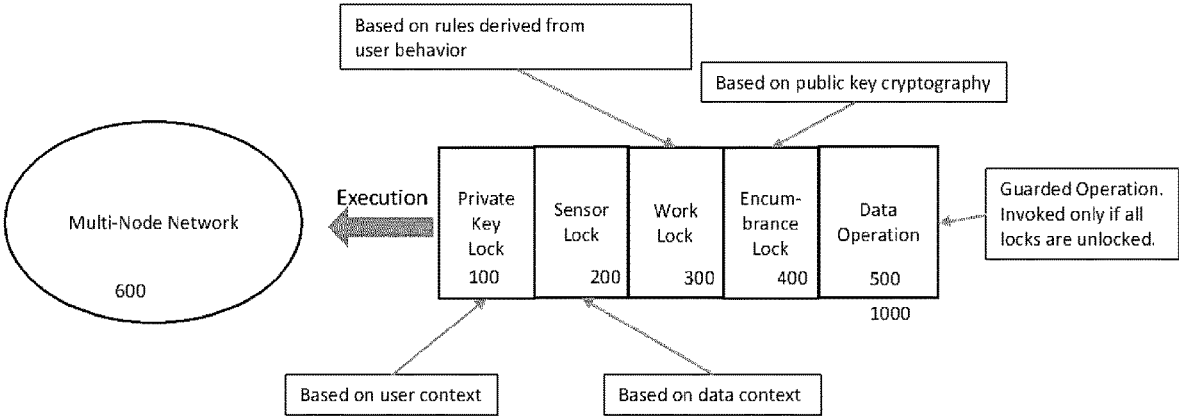 Based on rules derived from
user behavior
Based on public key cryptography
Multi-Node Network
600
Execution
Private
Key
Lock
100
Sensor
Lock
200
Work
Lock
300
Encum-
brance
Lock
400
Data
Operation
500
1000
Guarded Operation.
Invoked only if all
locks are unlocked.
Based on user context
Based on data context